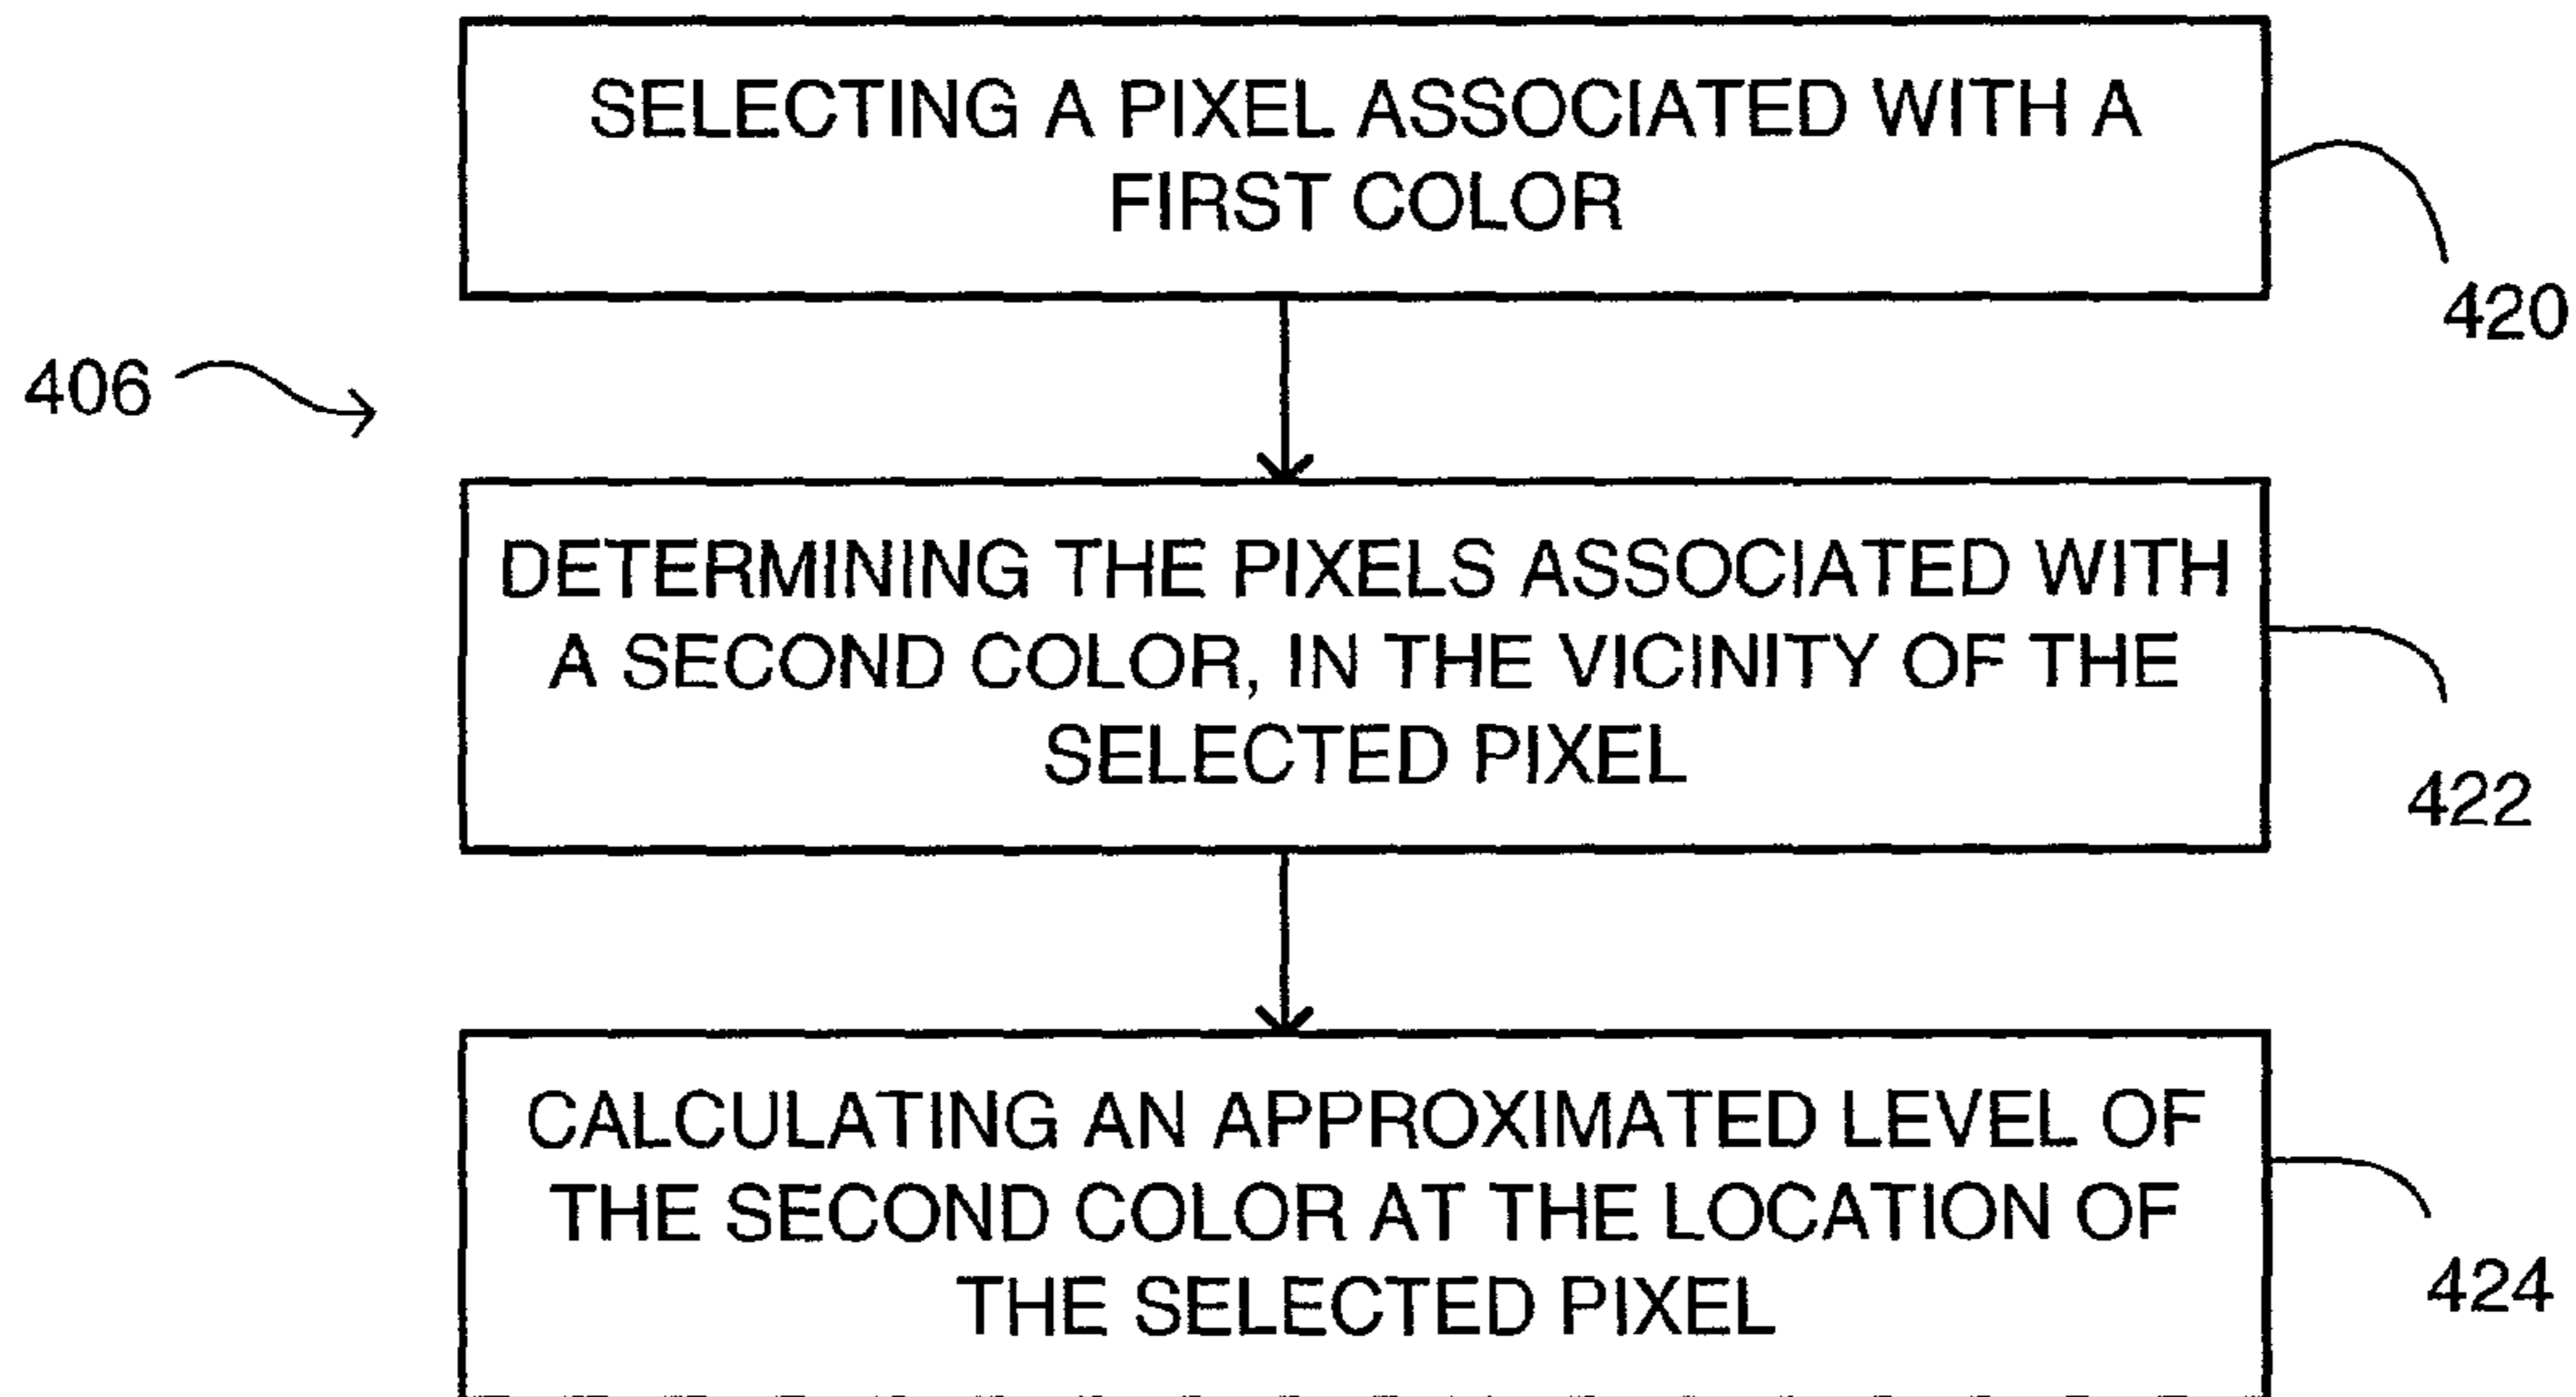 SELECTING A PIXEL ASSOCIATED WITH A
FIRST COLOR
420
406
DETERMINING THE PIXELS ASSOCIATED WITH
A SECOND COLOR, IN THE VICINITY OF THE
SELECTED PIXEL
422
CALCULATING AN APPROXIMATED LEVEL OF
THE SECOND COLOR AT THE LOCATION OF
THE SELECTED PIXEL
424